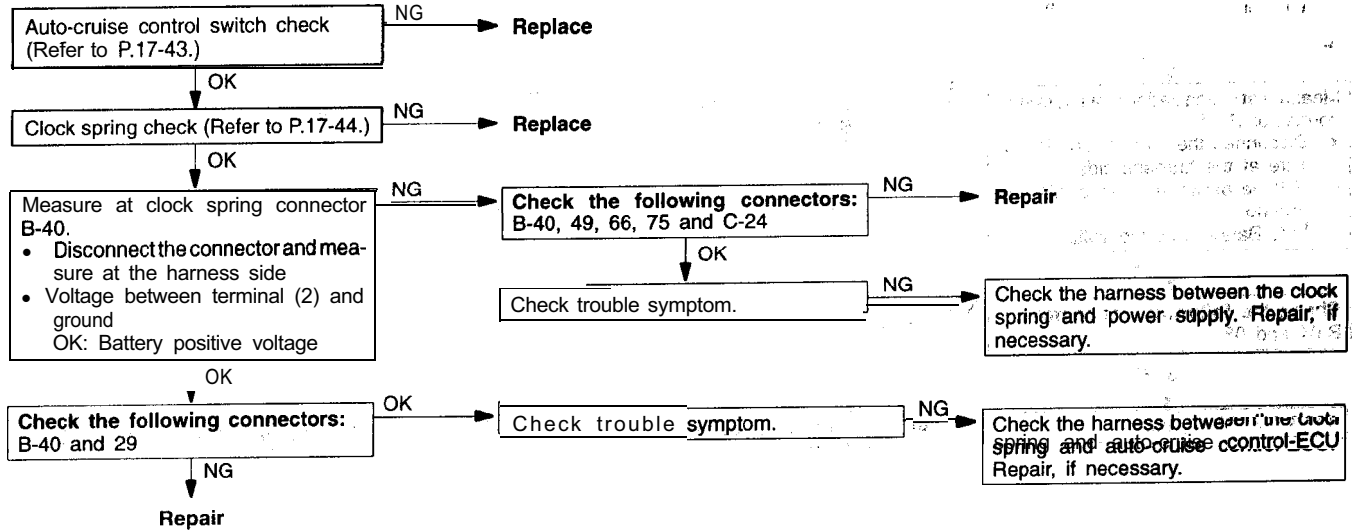 Auto-cruise control switch check
(Refer to P.17-43.)
NG
Replace
OK
Clock spring check (Refer to P.17-44.)
NG
Replace
OK
Measure at clock spring connector
B-40.
• Disconnect the connector and mea-
sure at the harness side
• Voltage between terminal (2) and
ground
OK: Battery positive voltage
NG
Check the following connectors:
B-40, 49, 66, 75 and C-24
NG
Repair
OK
Check trouble symptom.
NG
Check the harness between the clock
spring and power supply. Repair, if
necessary.
OK
Check the following connectors:
B-40 and 29
OK
Check trouble symptom.
NG
Check the harness between the clock
spring and auto-cruise control-ECU
Repair, if necessary.
NG
Repair